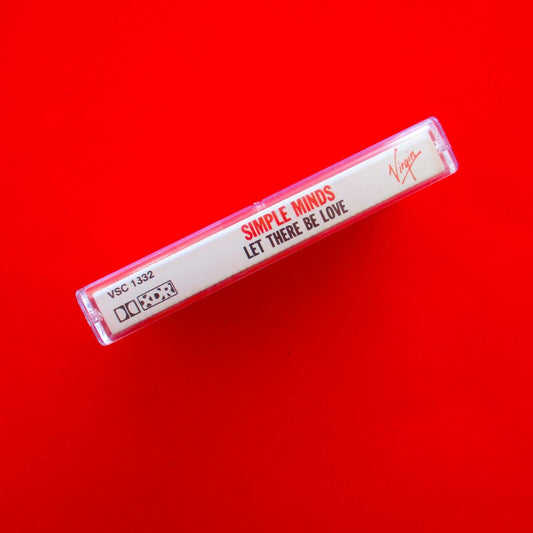 VSC 1332
XDR
SIMPLE MINDS
LET THERE BE LOVE
Virgin